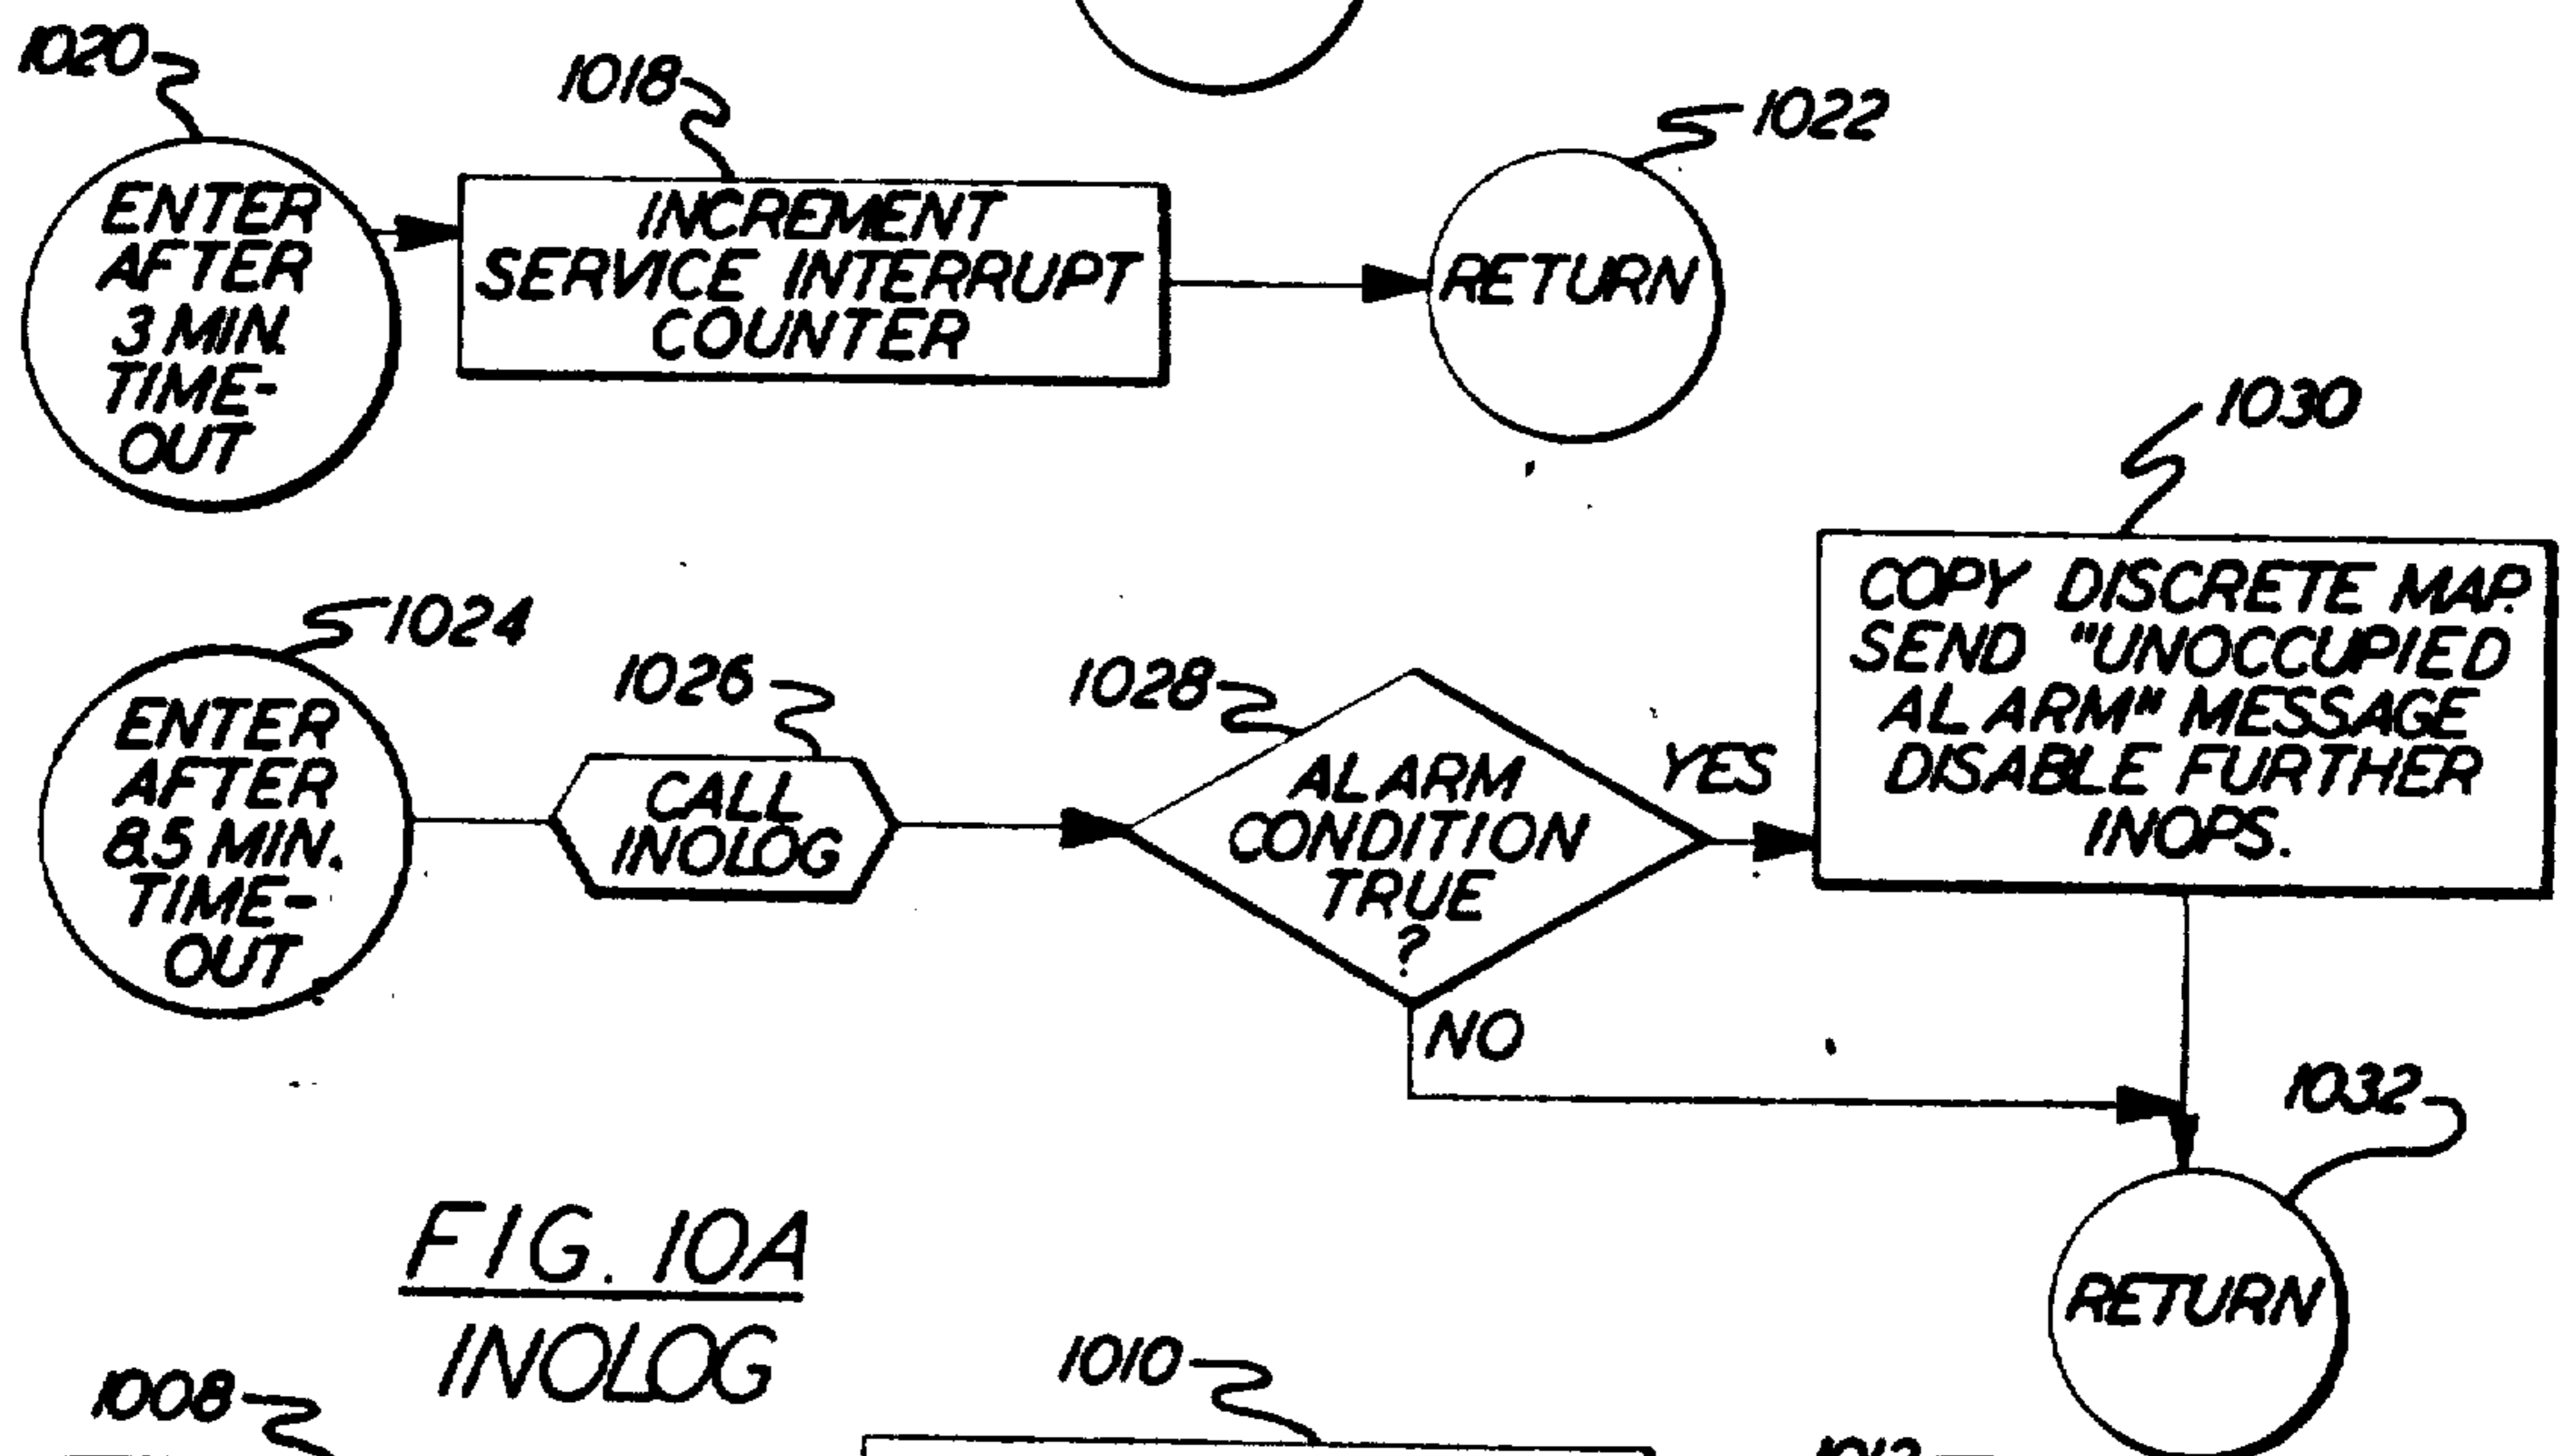 1020
1018
1022
ENTER
AFTER
3 MIN.
TIME-
OUT
INCREMENT
SERVICE INTERRUPT
COUNTER
RETURN
1030
1024
1026
1028
ENTER
AFTER
8.5 MIN.
TIME-
OUT
CALL
INOLOG
ALARM
CONDITION
TRUE
?
YES
NO
COPY DISCRETE MAP.
SEND "UNOCCUPIED
ALARM" MESSAGE
DISABLE FURTHER
INOPS.
1032
RETURN
FIG. 10A
INOLOG
1008
1010